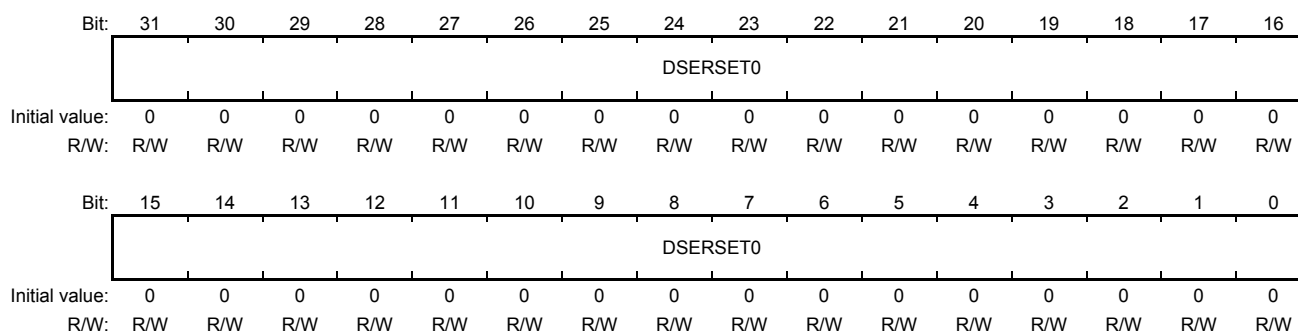 Bit: 31 30 29 28 27 26 25 24 23 22 21 20 19 18 17 16
DSERSET0
Initial value: 0 0 0 0 0 0 0 0 0 0 0 0 0 0 0 0
R/W: R/W R/W R/W R/W R/W R/W R/W R/W R/W R/W R/W R/W R/W R/W R/W R/W
Bit: 15 14 13 12 11 10 9 8 7 6 5 4 3 2 1 0
DSERSET0
Initial value: 0 0 0 0 0 0 0 0 0 0 0 0 0 0 0 0
R/W: R/W R/W R/W R/W R/W R/W R/W R/W R/W R/W R/W R/W R/W R/W R/W R/W